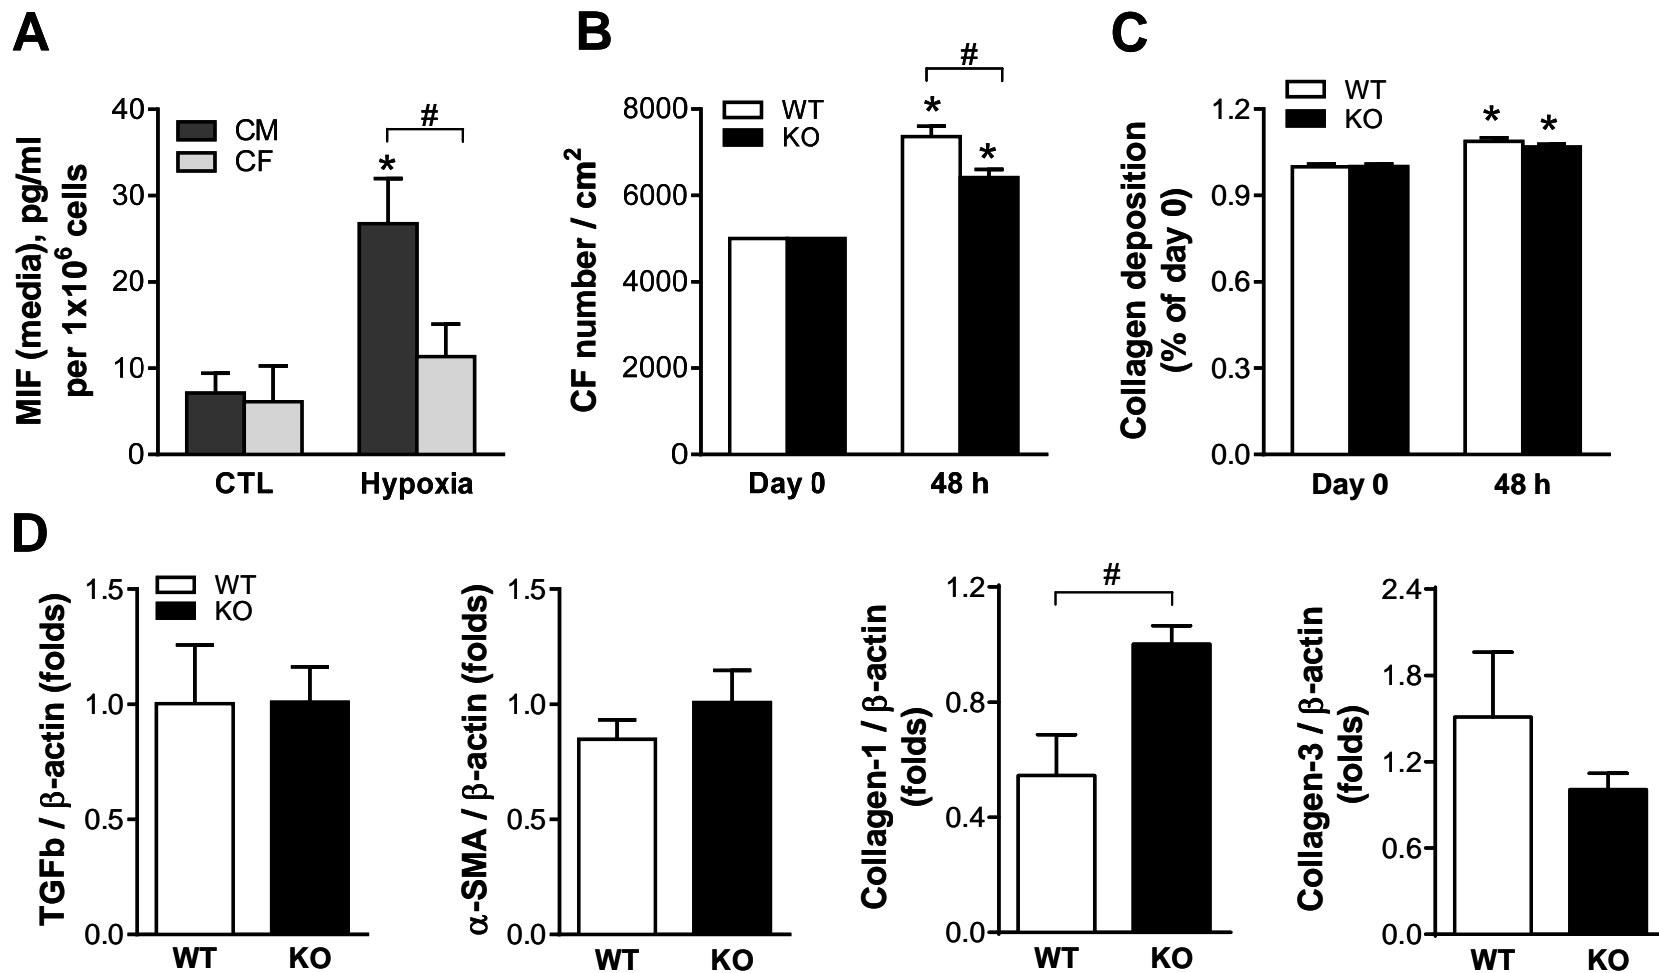 A
MIF (media), pg/ml
per 1x10⁶ cells
40
30
20
10
0
CM
CF
*
#
CTL
Hypoxia
B
CF number / cm²
8000
6000
4000
2000
0
WT
KO
*
*
#
Day 0
48 h
C
Collagen deposition
(% of day 0)
1.2
0.9
0.6
0.3
0.0
WT
KO
*
*
Day 0
48 h
D
TGFb / β-actin (folds)
1.5
1.0
0.5
0.0
WT
KO
WT
KO
α-SMA / β-actin (folds)
1.5
1.0
0.5
0.0
WT
KO
Collagen-1 / β-actin
(folds)
1.2
0.8
0.4
0.0
#
WT
KO
Collagen-3 / β-actin
(folds)
2.4
1.8
1.2
0.6
0.0
WT
KO